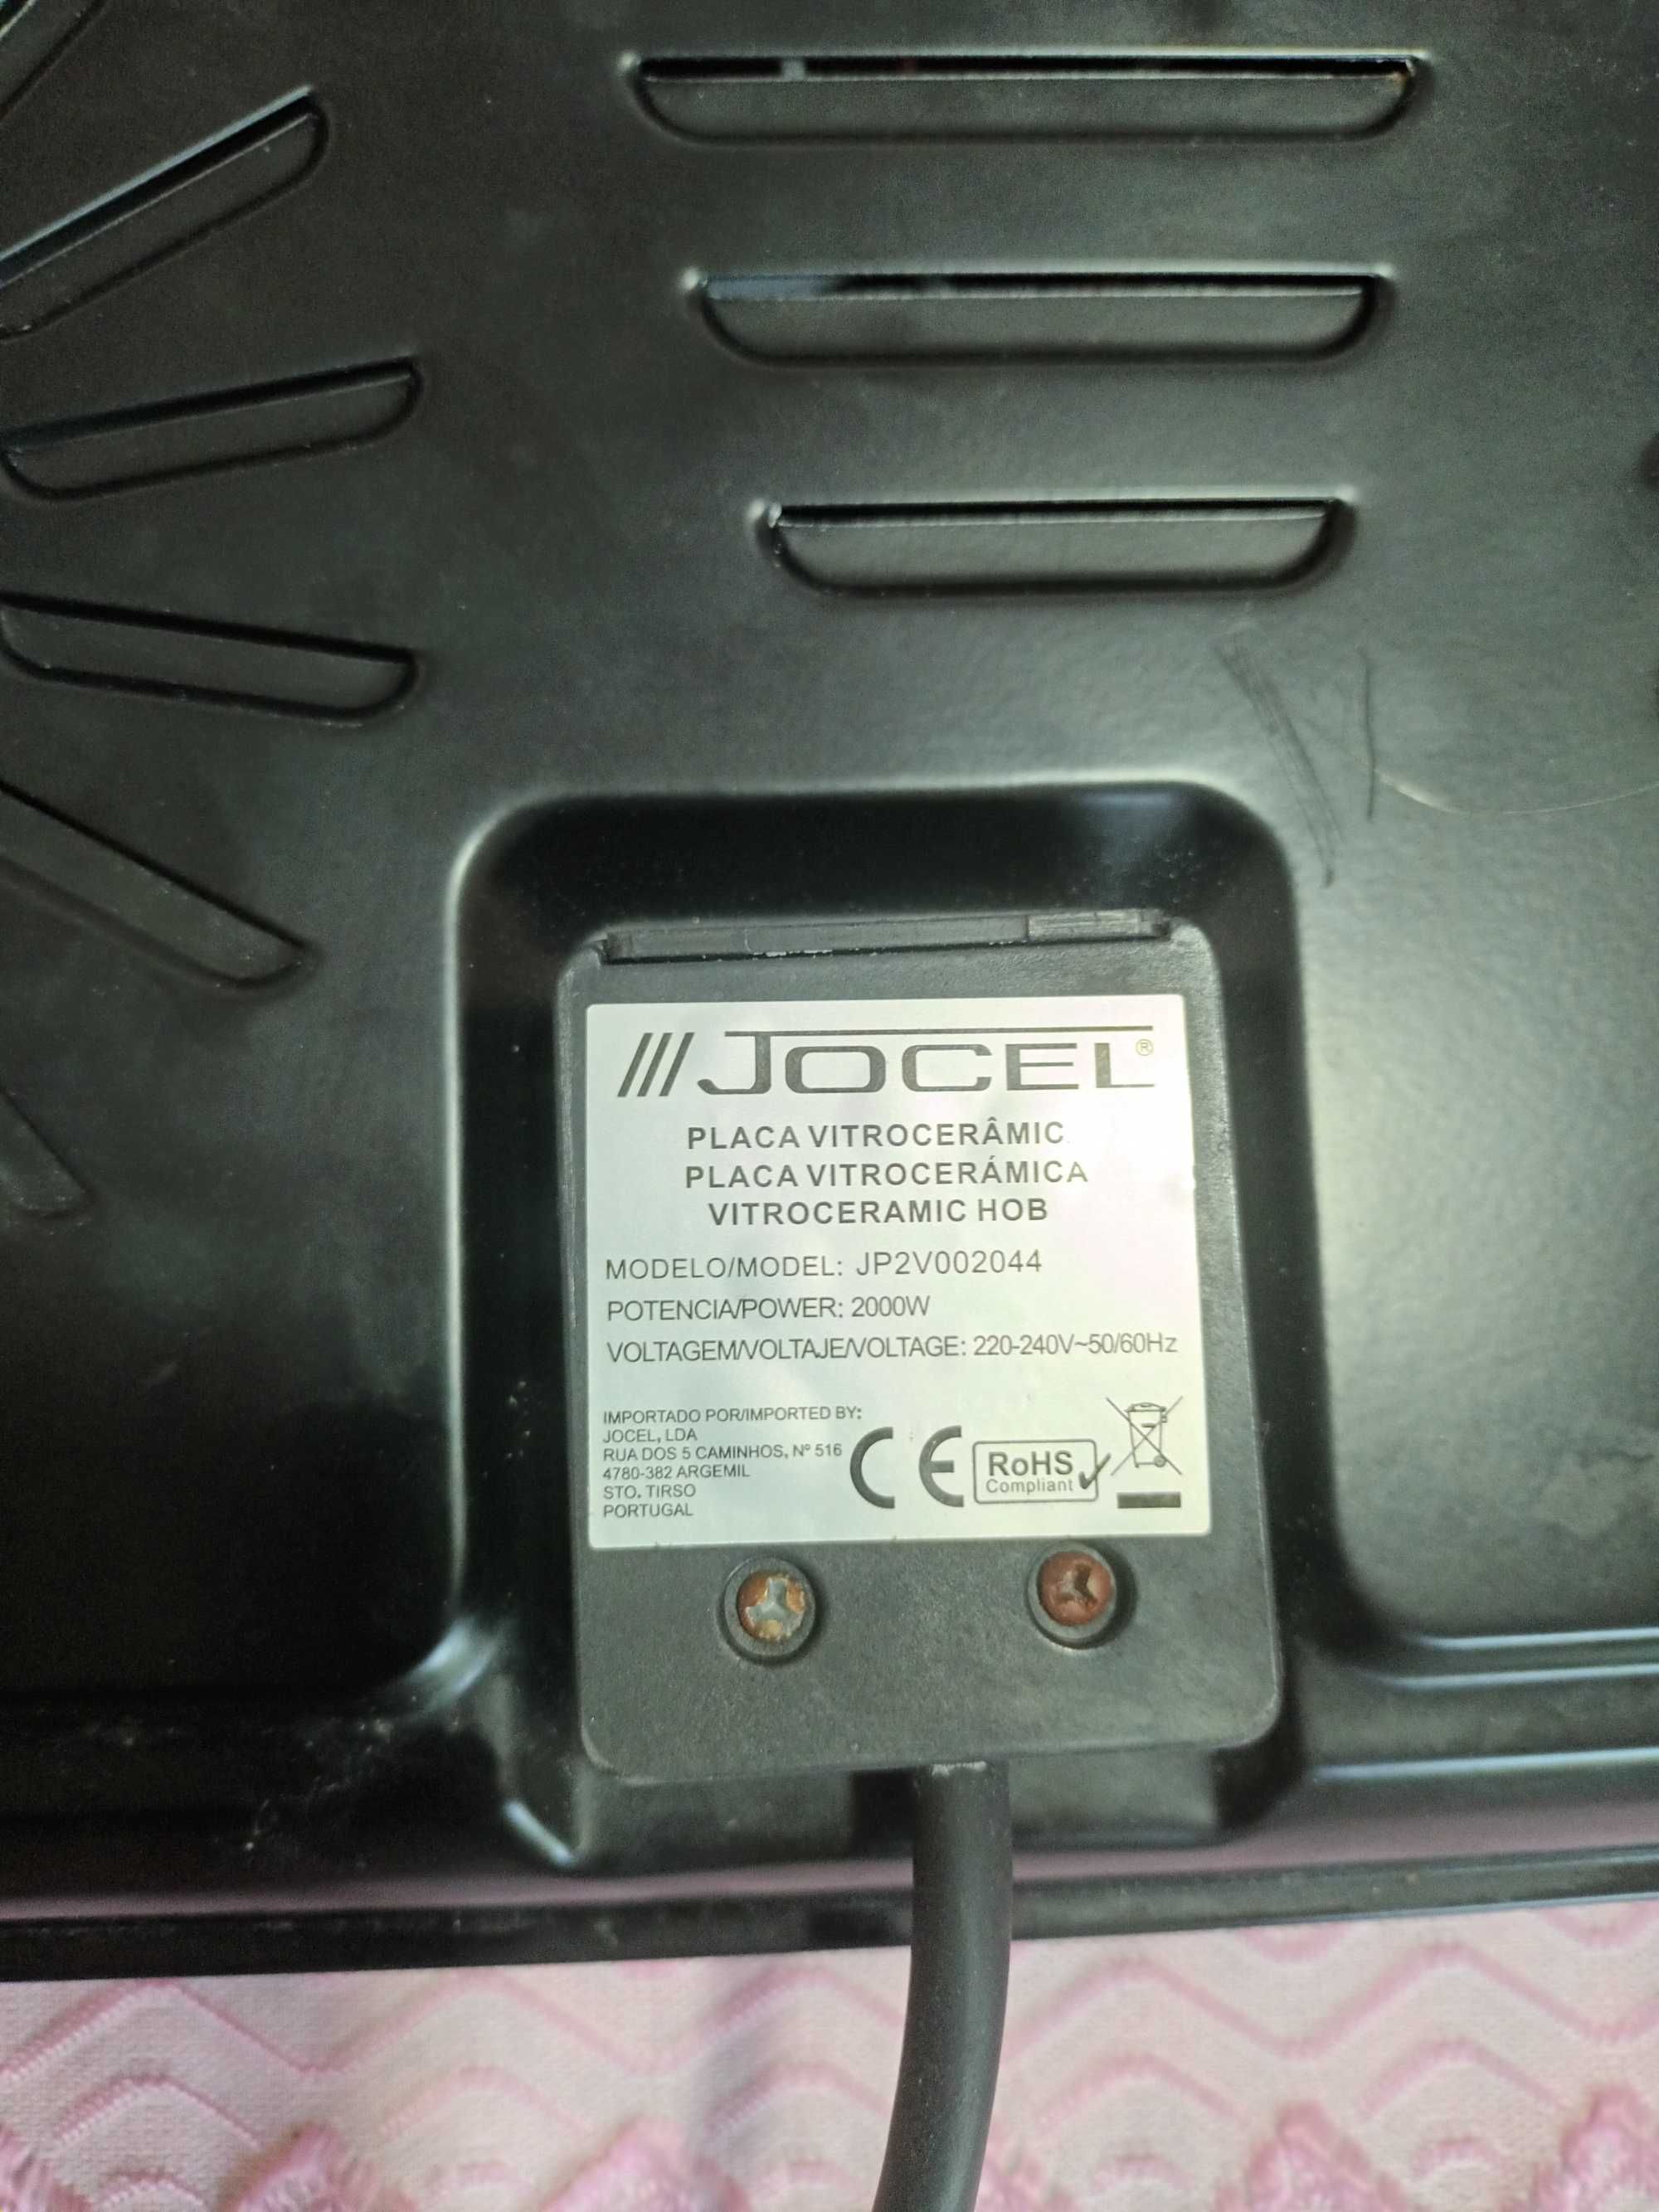 JOCEL®
PLACA VITROCERÂMIC
PLACA VITROCERÁMICA
VITROCERAMIC HOB
MODELO/MODEL: JP2V002044
POTENCIA/POWER: 2000W
VOLTAGEM/VOLTAJE/VOLTAGE: 220-240V~50/60Hz
IMPORTADO POR/IMPORTED BY:
JOCEL, LDA
RUA DOS 5 CAMINHOS, Nº 516
4780-382 ARGEMIL
STO. TIRSO
PORTUGAL
CE
RoHS
Compliant